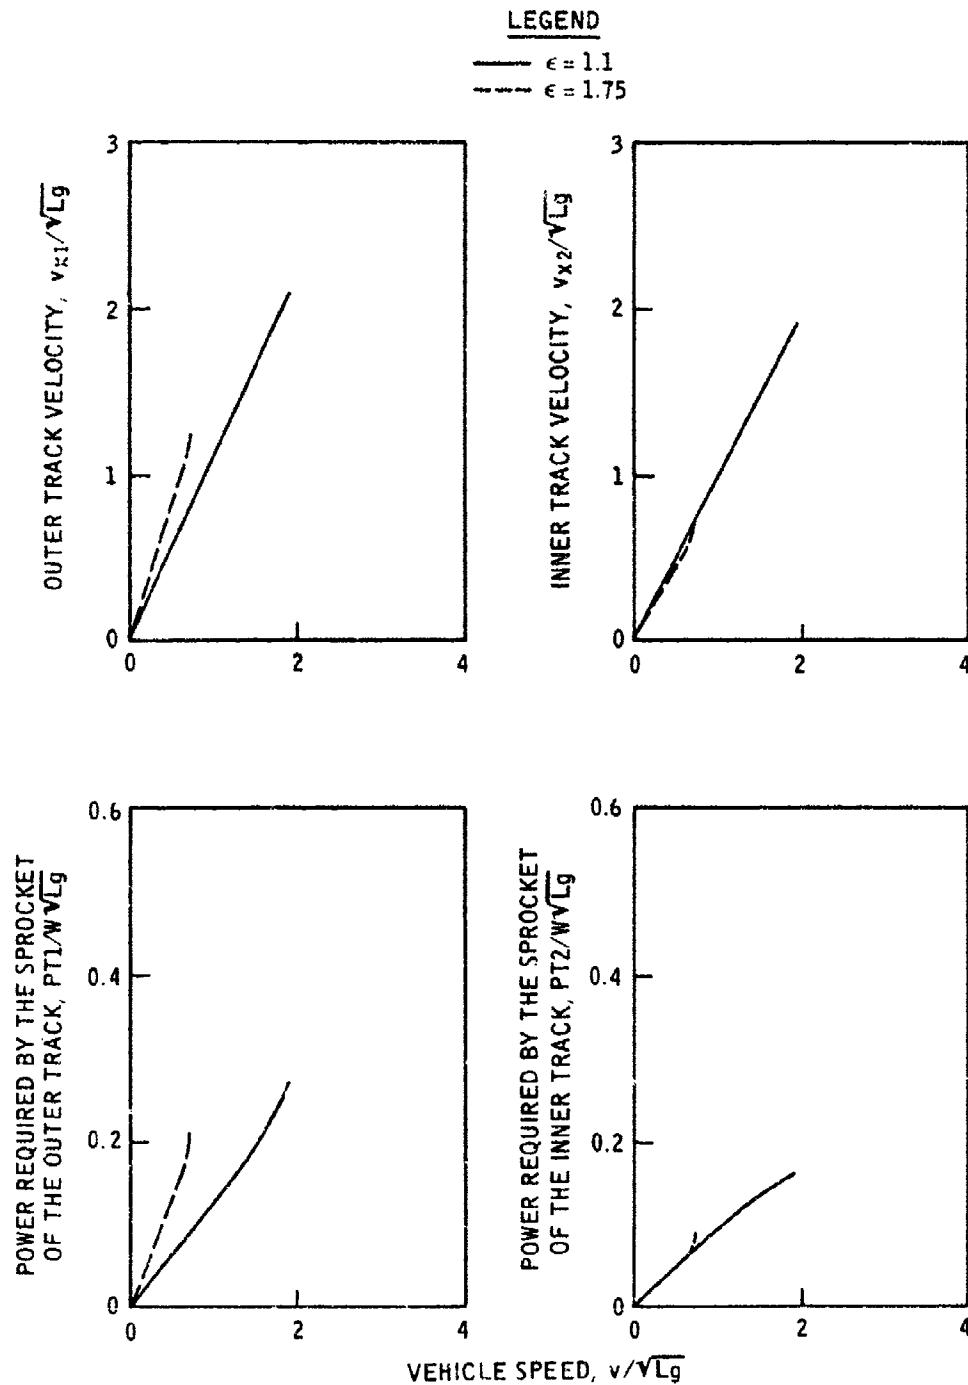 LEGEND
ϵ = 1.1
ϵ = 1.75
OUTER TRACK VELOCITY, vx1/√Lg
3
2
1
0
0
2
4
INNER TRACK VELOCITY, vx2/√Lg
3
2
1
0
0
2
4
POWER REQUIRED BY THE SPROCKET
OF THE OUTER TRACK, PT1/W√Lg
0.6
0.4
0.2
0
0
2
4
POWER REQUIRED BY THE SPROCKET
OF THE INNER TRACK, PT2/W√Lg
0.6
0.4
0.2
0
0
2
4
VEHICLE SPEED, v/√Lg